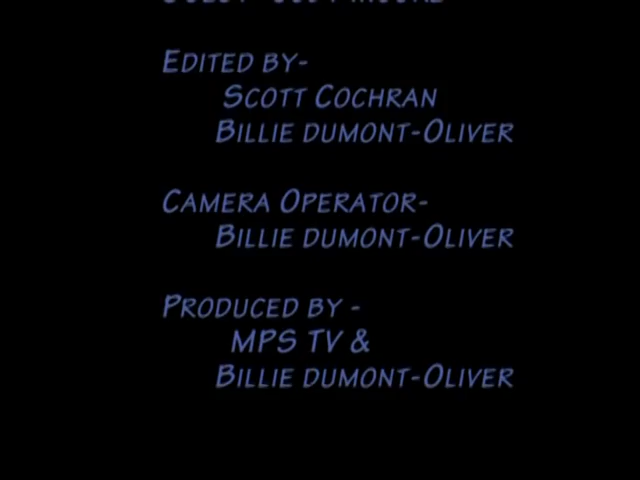 EDITED BY-
SCOTT COCHRAN
BILLIE DUMONT-OLIVER
CAMERA OPERATOR-
BILLIE DUMONT-OLIVER
PRODUCED BY -
MPS TV &
BILLIE DUMONT-OLIVER